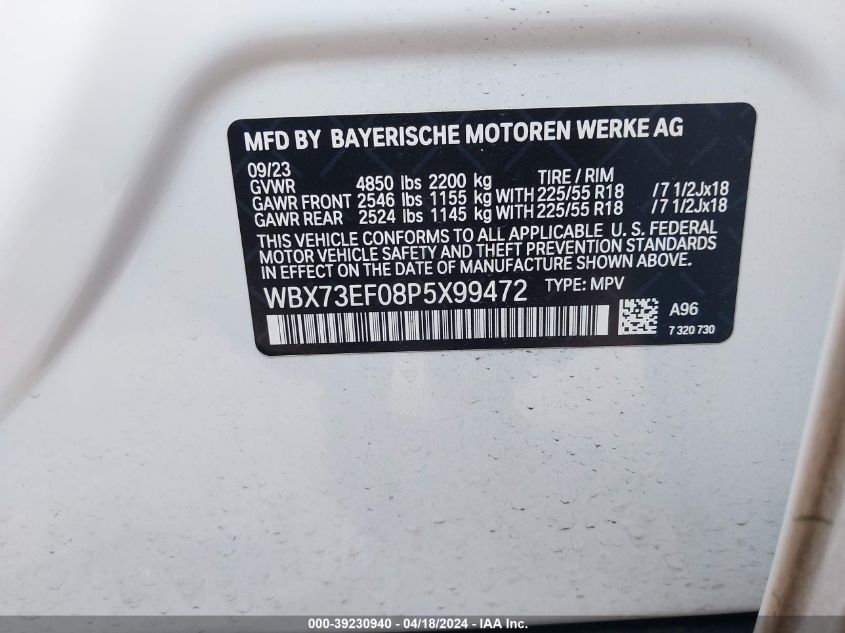 MFD BY BAYERISCHE MOTOREN WERKE AG
09/23 TIRE / RIM
GVWR 4850 lbs 2200 kg
GAWR FRONT 2546 lbs 1155 kg WITH 225/55 R18 /7 1/2Jx18
GAWR REAR 2524 lbs 1145 kg WITH 225/55 R18 /7 1/2Jx18
THIS VEHICLE CONFORMS TO ALL APPLICABLE U. S. FEDERAL
MOTOR VEHICLE SAFETY AND THEFT PREVENTION STANDARDS
IN EFFECT ON THE DATE OF MANUFACTURE SHOWN ABOVE.
WBX73EF08P5X99472 TYPE: MPV
A96
7 320 730
000-39230940 - 04/18/2024 - IAA Inc.